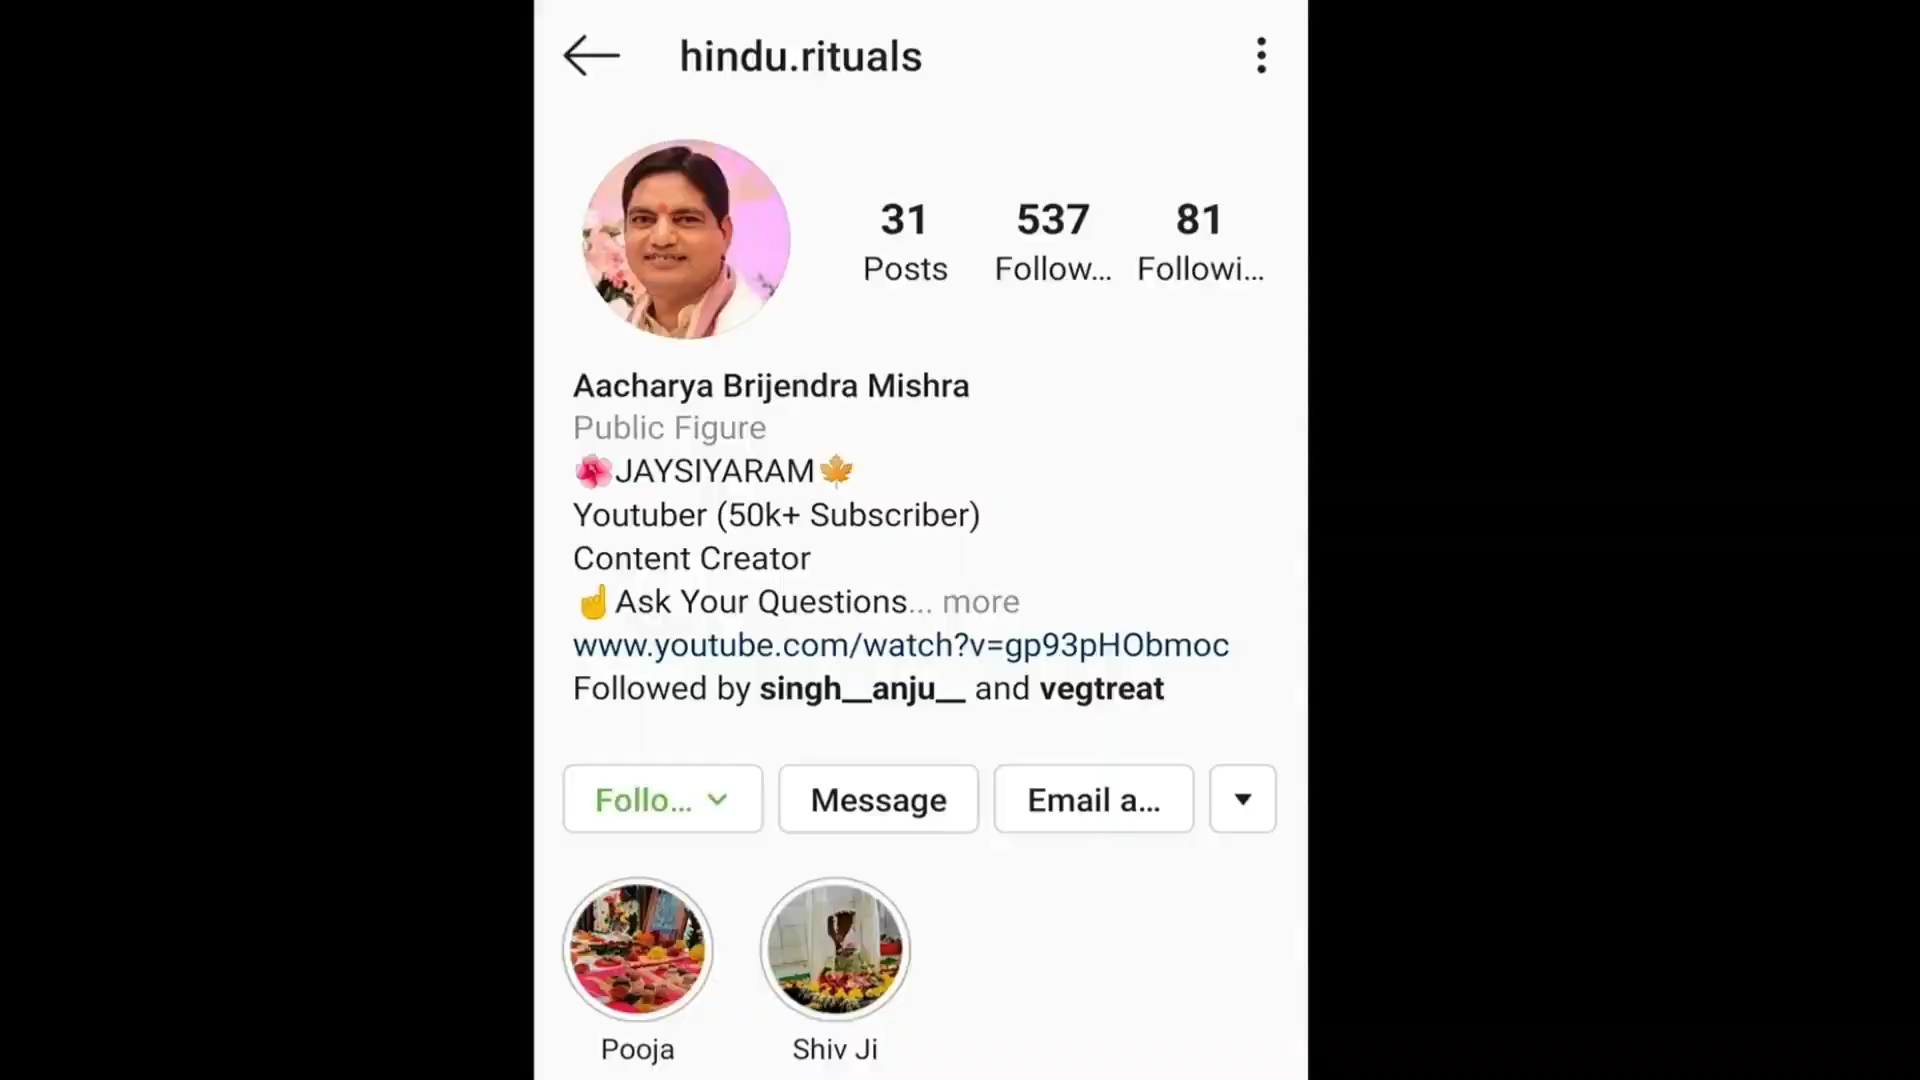 hindu.rituals
31 537 81
Posts Follow... Followi...
Aacharya Brijendra Mishra
Public Figure
🌺JAYSIYARAM🍁
Youtuber (50k+ Subscriber)
Content Creator
☝Ask Your Questions... more
www.youtube.com/watch?v=gp93pHObmoc
Followed by singh__anju__ and vegtreat
Follo... Message Email a...
Pooja Shiv Ji